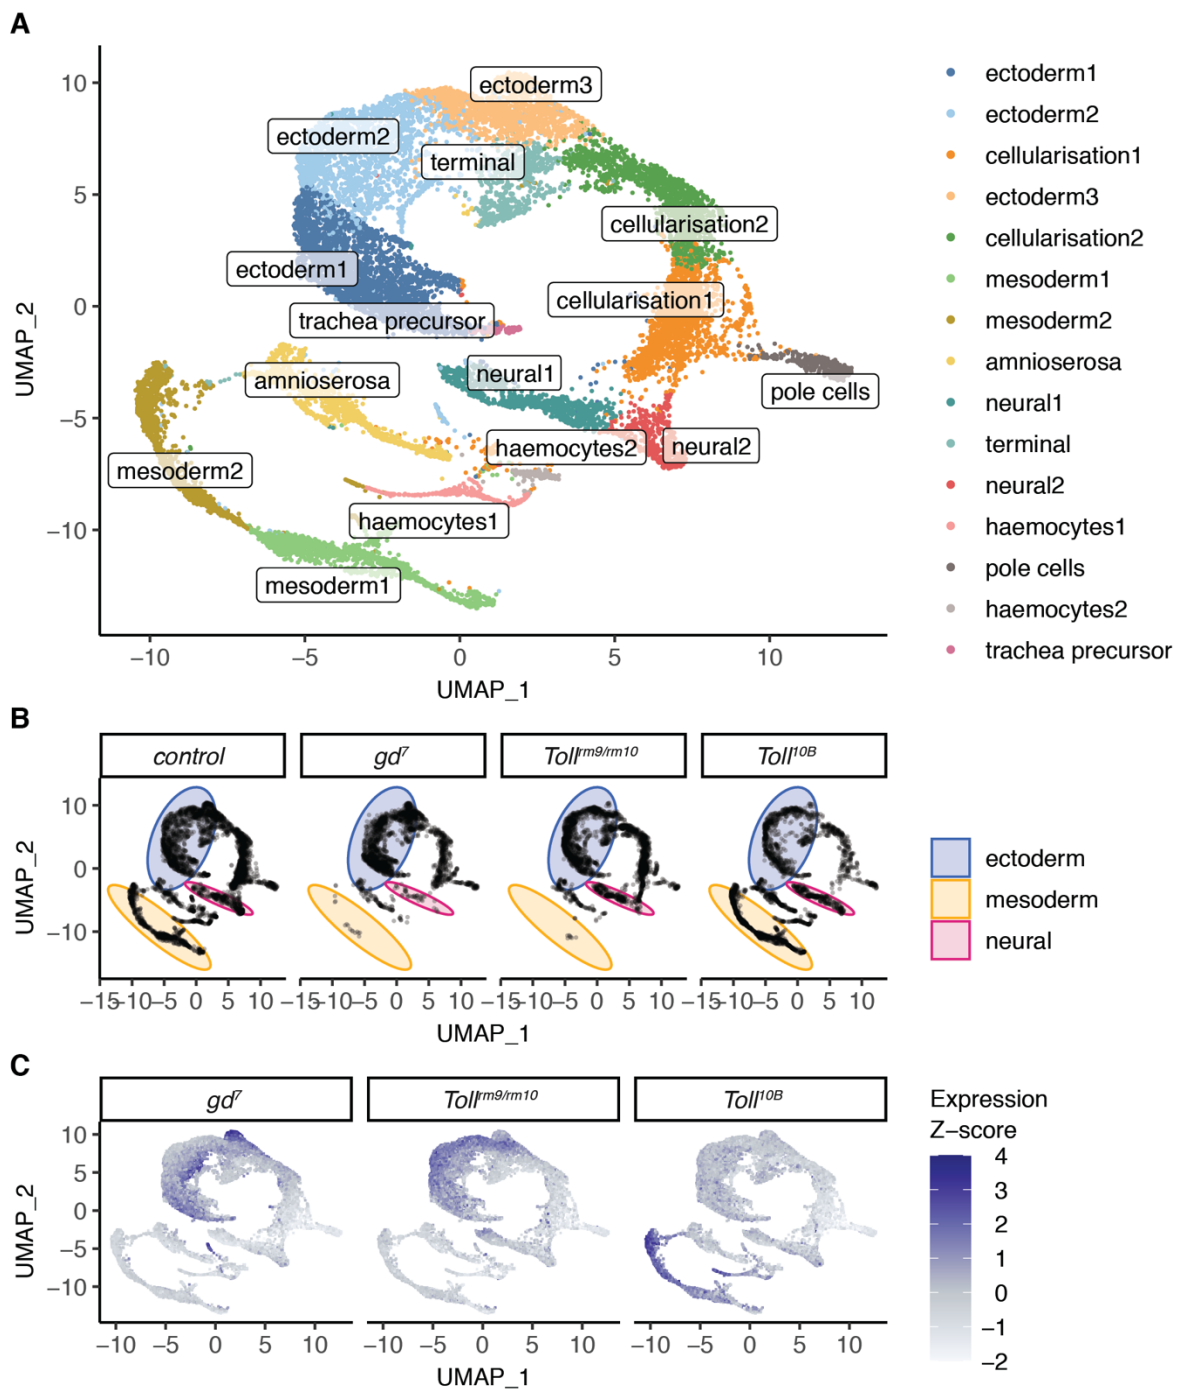 A
ectoderm3
ectoderm2
terminal
cellularisation2
ectoderm1
cellularisation1
trachea precursor
neural1
amnioserosa
pole cells
haemocytes2
neural2
mesoderm2
haemocytes1
mesoderm1
10
5
0
−5
−10
UMAP_2
−10
−5
0
5
10
UMAP_1
ectoderm1
ectoderm2
cellularisation1
ectoderm3
cellularisation2
mesoderm1
mesoderm2
amnioserosa
neural1
terminal
neural2
haemocytes1
pole cells
haemocytes2
trachea precursor
B
control gd7 Tollrm9/rm10 Toll10B
10
0
−10
UMAP_2
−15 −10 −5 0 5 10 −15 −10 −5 0 5 10 −15 −10 −5 0 5 10 −15 −10 −5 0 5 10
UMAP_1
ectoderm
mesoderm
neural
C
gd7 Tollrm9/rm10 Toll10B
10
5
0
−5
−10
UMAP_2
−10 −5 0 5 10 −10 −5 0 5 10 −10 −5 0 5 10
UMAP_1
Expression
Z−score
4
3
2
1
0
−1
−2